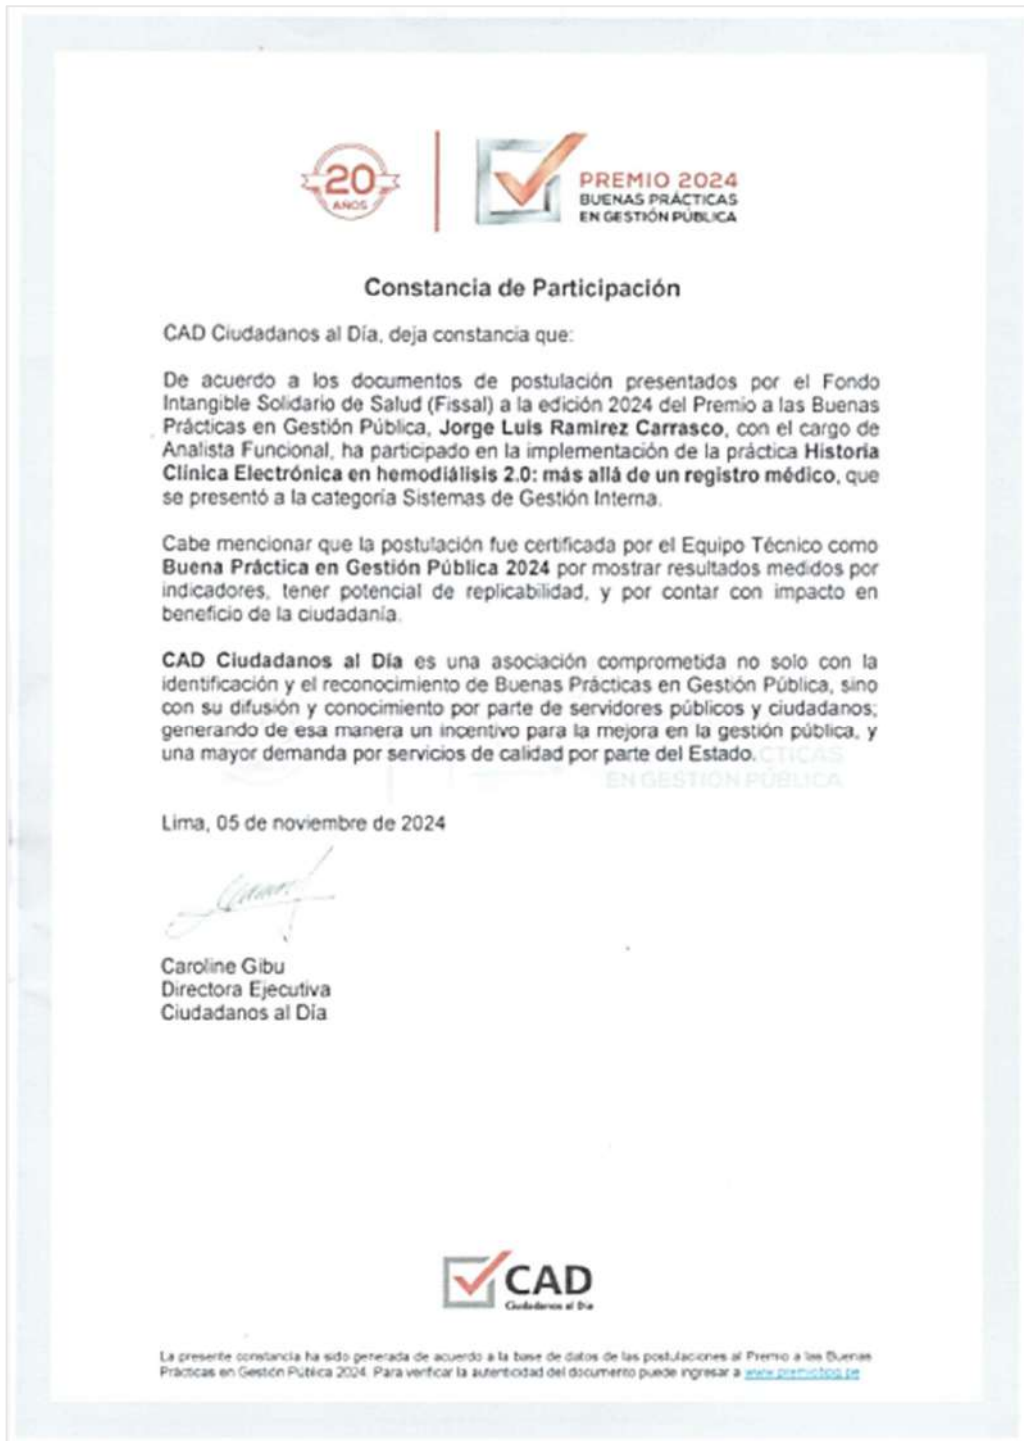 20
AÑOS
PREMIO 2024
BUENAS PRÁCTICAS
EN GESTIÓN PÚBLICA
Constancia de Participación
CAD Ciudadanos al Día, deja constancia que:
De acuerdo a los documentos de postulación presentados por el Fondo
Intangible Solidario de Salud (Fissal) a la edición 2024 del Premio a las Buenas
Prácticas en Gestión Pública, Jorge Luis Ramirez Carrasco, con el cargo de
Analista Funcional, ha participado en la implementación de la práctica Historia
Clínica Electrónica en hemodiálisis 2.0: más allá de un registro médico, que
se presentó a la categoría Sistemas de Gestión Interna.
Cabe mencionar que la postulación fue certificada por el Equipo Técnico como
Buena Práctica en Gestión Pública 2024 por mostrar resultados medidos por
indicadores, tener potencial de replicabilidad, y por contar con impacto en
beneficio de la ciudadanía.
CAD Ciudadanos al Día es una asociación comprometida no solo con la
identificación y el reconocimiento de Buenas Prácticas en Gestión Pública, sino
con su difusión y conocimiento por parte de servidores públicos y ciudadanos;
generando de esa manera un incentivo para la mejora en la gestión pública, y
una mayor demanda por servicios de calidad por parte del Estado.
EN GESTIÓN PÚBLICA
Lima, 05 de noviembre de 2024
Caroline Gibu
Directora Ejecutiva
Ciudadanos al Día
CAD
Ciudadanos al Día
La presente constancia ha sido generada de acuerdo a la base de datos de las postulaciones al Premio a las Buenas
Prácticas en Gestión Pública 2024. Para verificar la autenticidad del documento puede ingresar a